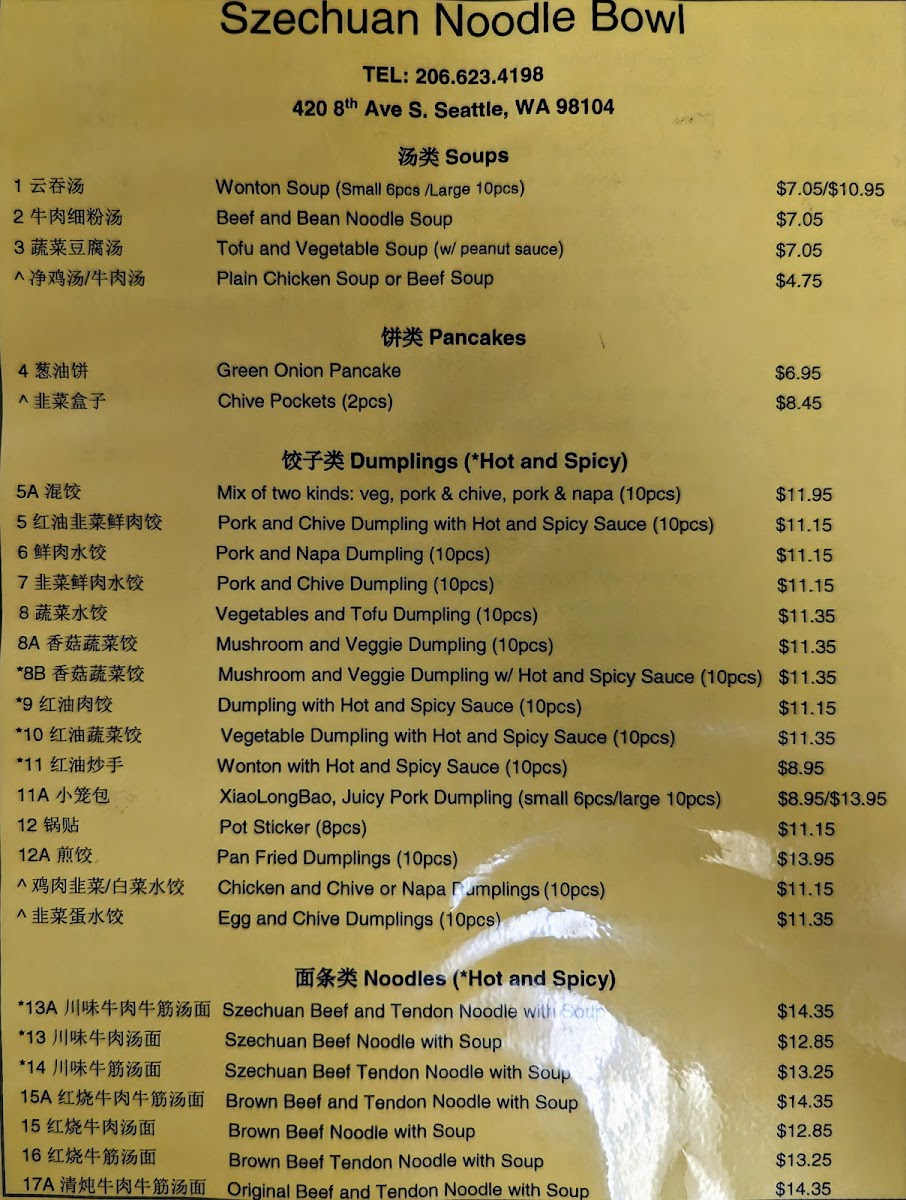 Szechuan Noodle Bowl
TEL: 206.623.4198
420 8th Ave S. Seattle, WA 98104
汤类 Soups
1 云吞汤 Wonton Soup (Small 6pcs /Large 10pcs) $7.05/$10.95
2 牛肉细粉汤 Beef and Bean Noodle Soup $7.05
3 蔬菜豆腐汤 Tofu and Vegetable Soup (w/ peanut sauce) $7.05
^ 净鸡汤/牛肉汤 Plain Chicken Soup or Beef Soup $4.75
饼类 Pancakes
4 葱油饼 Green Onion Pancake $6.95
^ 韭菜盒子 Chive Pockets (2pcs) $8.45
饺子类 Dumplings (*Hot and Spicy)
5A 混饺 Mix of two kinds: veg, pork & chive, pork & napa (10pcs) $11.95
5 红油韭菜鲜肉饺 Pork and Chive Dumpling with Hot and Spicy Sauce (10pcs) $11.15
6 鲜肉水饺 Pork and Napa Dumpling (10pcs) $11.15
7 韭菜鲜肉水饺 Pork and Chive Dumpling (10pcs) $11.15
8 蔬菜水饺 Vegetables and Tofu Dumpling (10pcs) $11.35
8A 香菇蔬菜饺 Mushroom and Veggie Dumpling (10pcs) $11.35
*8B 香菇蔬菜饺 Mushroom and Veggie Dumpling w/ Hot and Spicy Sauce (10pcs) $11.35
*9 红油肉饺 Dumpling with Hot and Spicy Sauce (10pcs) $11.15
*10 红油蔬菜饺 Vegetable Dumpling with Hot and Spicy Sauce (10pcs) $11.35
*11 红油炒手 Wonton with Hot and Spicy Sauce (10pcs) $8.95
11A 小笼包 XiaoLongBao, Juicy Pork Dumpling (small 6pcs/large 10pcs) $8.95/$13.95
12 锅贴 Pot Sticker (8pcs) $11.15
12A 煎饺 Pan Fried Dumplings (10pcs) $13.95
^ 鸡肉韭菜/白菜水饺 Chicken and Chive or Napa Dumplings (10pcs) $11.15
^ 韭菜蛋水饺 Egg and Chive Dumplings (10pcs) $11.35
面条类 Noodles (*Hot and Spicy)
*13A 川味牛肉牛筋汤面 Szechuan Beef and Tendon Noodle with Soup $14.35
*13 川味牛肉汤面 Szechuan Beef Noodle with Soup $12.85
*14 川味牛筋汤面 Szechuan Beef Tendon Noodle with Soup $13.25
15A 红烧牛肉牛筋汤面 Brown Beef and Tendon Noodle with Soup $14.35
15 红烧牛肉汤面 Brown Beef Noodle with Soup $12.85
16 红烧牛筋汤面 Brown Beef Tendon Noodle with Soup $13.25
17A 清炖牛肉牛筋汤面 Original Beef and Tendon Noodle with Soup $14.35